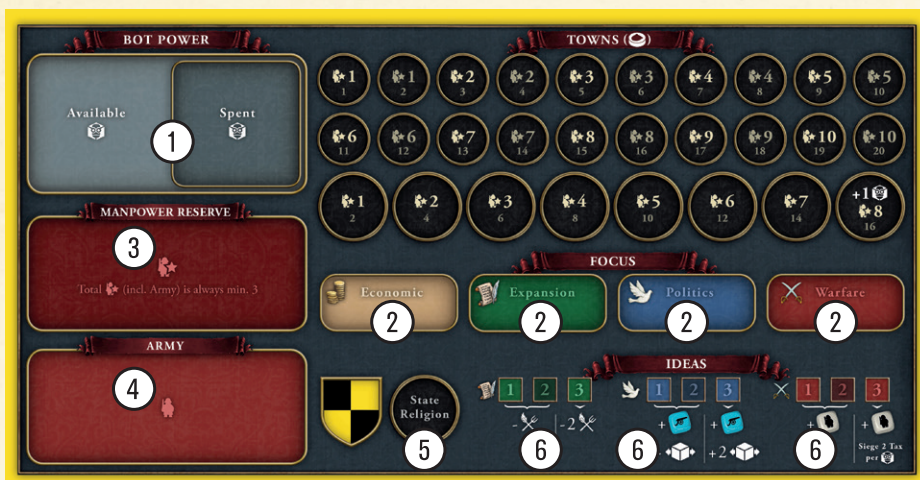 BOT POWER
Available
Spent
1
MANPOWER RESERVE
3
Total (incl. Army) is always min. 3
ARMY
4
TOWNS ( )
1 1 2 2 3 3 4 4 5 5
1 2 3 4 5 6 7 8 9 10
6 6 7 7 8 8 9 9 10 10
11 12 13 14 15 16 17 18 19 20
+1
1 2 3 4 5 6 7 8
2 4 6 8 10 12 14 16
FOCUS
Economic
Expansion
Politics
Warfare
2 2 2 2
State
Religion
5
IDEAS
1 2 3
1 2 3
1 2 3
- -2
+ +
+2
+ +
Siege 2 Tax
per
6 6 6